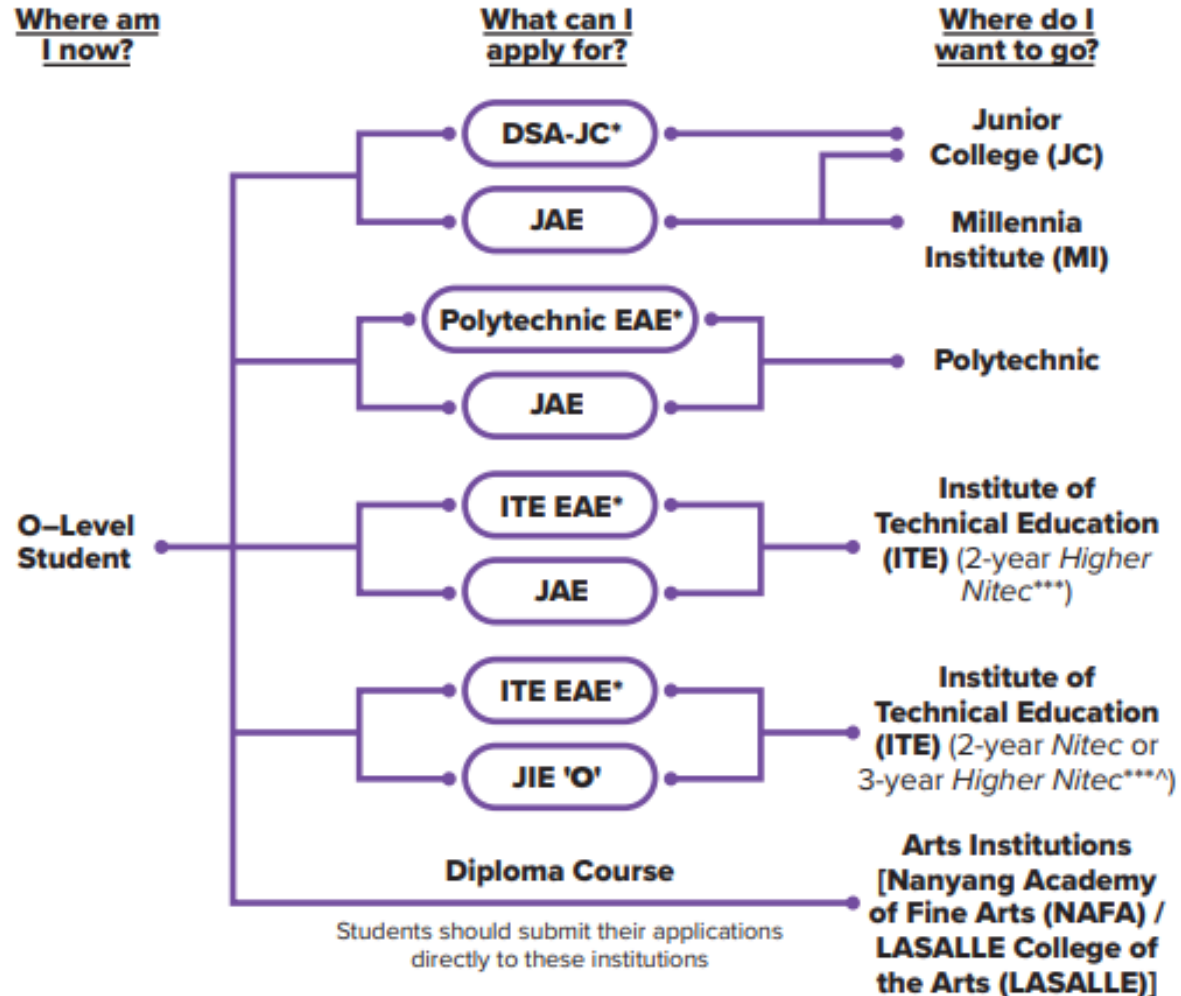 Where am
I now?
What can I
apply for?
Where do I
want to go?
O–Level
Student
DSA-JC*
JAE
Junior
College (JC)
Millennia
Institute (MI)
Polytechnic EAE*
JAE
Polytechnic
ITE EAE*
JAE
Institute of
Technical Education
(ITE) (2-year Higher
Nitec***)
ITE EAE*
JIE 'O'
Institute of
Technical Education
(ITE) (2-year Nitec or
3-year Higher Nitec***^)
Diploma Course
Students should submit their applications
directly to these institutions
Arts Institutions
[Nanyang Academy
of Fine Arts (NAFA) /
LASALLE College of
the Arts (LASALLE)]